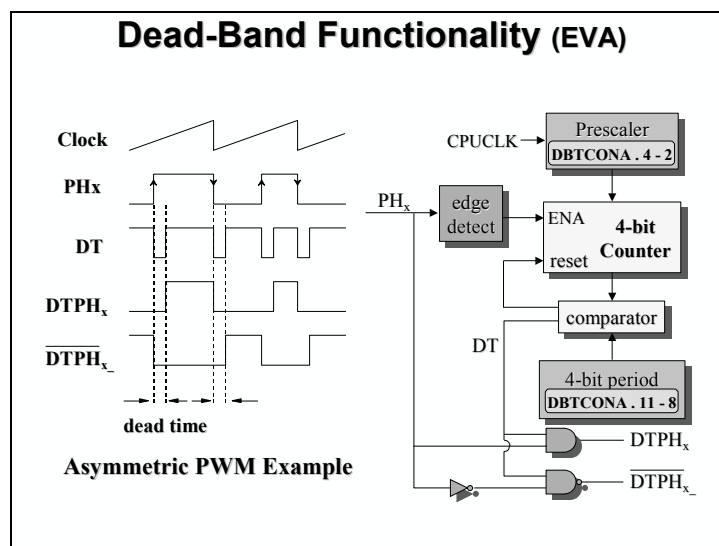 Dead-Band Functionality (EVA)
Clock
PHx
DT
DTPHx
DTPHx_
dead time
Asymmetric PWM Example
CPUCLK
Prescaler
DBTCONA . 4 - 2
PHx
edge
detect
ENA
4-bit
Counter
reset
comparator
DT
4-bit period
DBTCONA . 11 - 8
DTPHx
DTPHx_